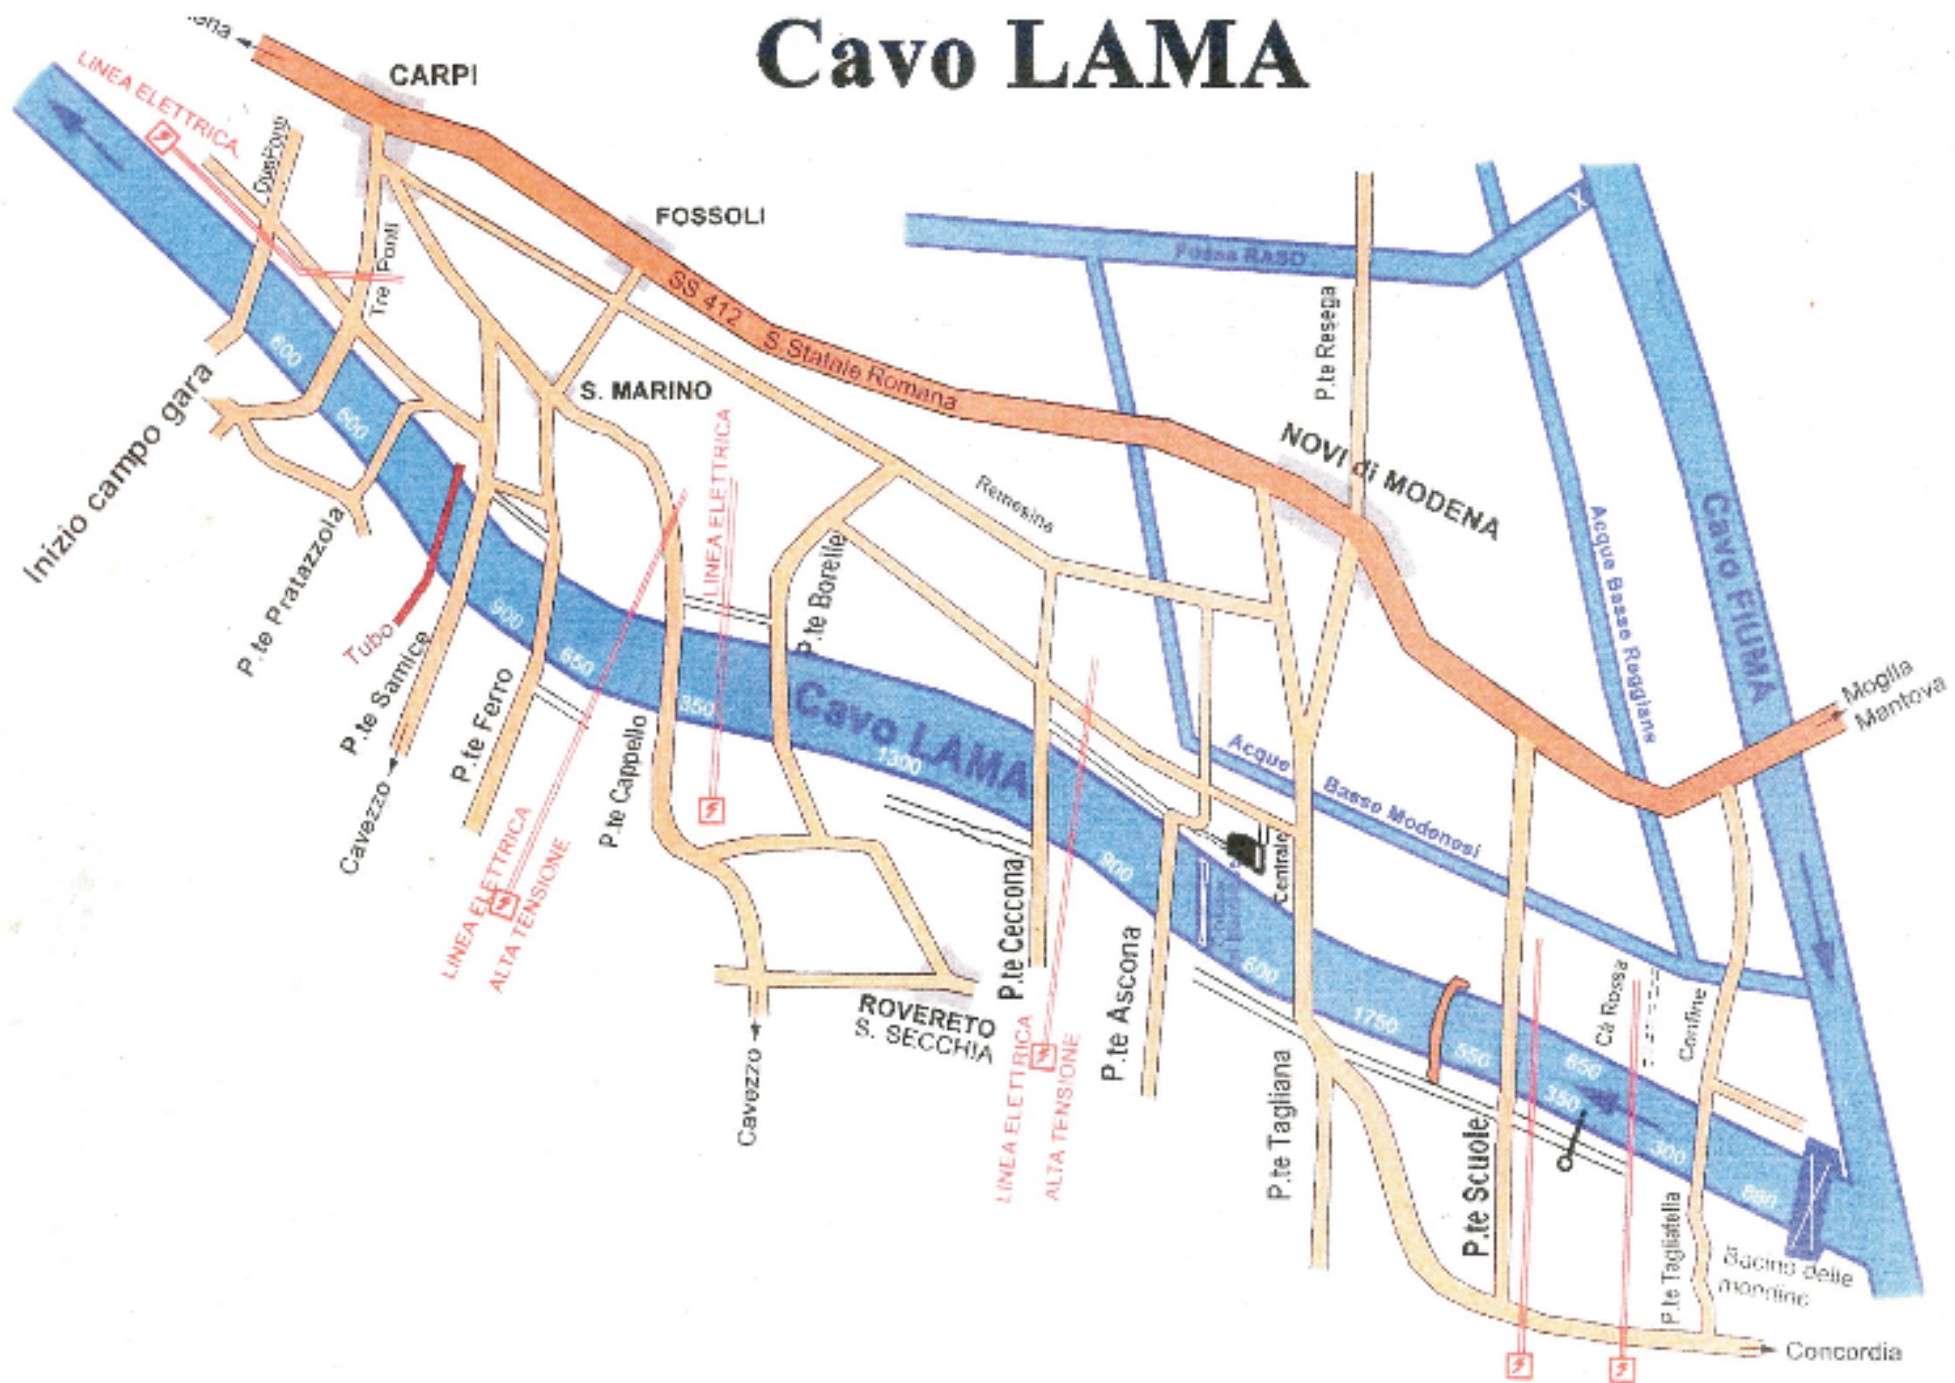 Cavo LAMA
CARPI
LINEA ELETTRICA
Tre Ponti
FOSSOLI
SS 412
S.Statale Romana
Fossa RASO
X
P.te Resega
600
600
Inizio campo gara
S. MARINO
LINEA ELETTRICA
Remesina
NOVI di MODENA
Acque Basse Reggiane
Cavo FIUMA
Moglia
Mantova
P.te Pratazzola
Tubo
P.te Samice
Cavezzo
P.te Ferro
900
650
350
P.te Cappello
P.te Borelle
Cavo LAMA
1300
Acque
Basse Modenesi
LINEA ELETTRICA
ALTA TENSIONE
P.te Ceccona
900
Centrale
P.te Ascona
600
ROVERETO
S. SECCHIA
Cavezzo
LINEA ELETTRICA
ALTA TENSIONE
P.te Tagliana
1750
550
650
350
300
Cà Rossa
Confine
P.te Scuole
P.te Tagliatella
Bacino delle
mondine
Concordia